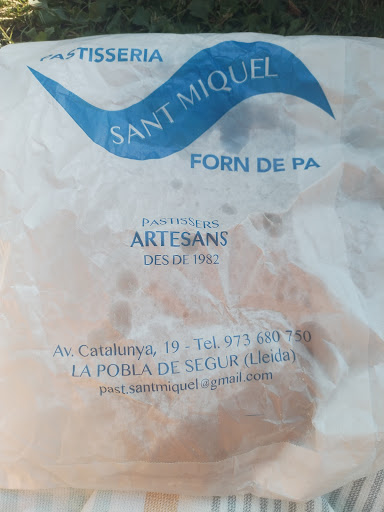 PASTISSERIA
SANT MIQUEL
FORN DE PA
PASTISSERS
ARTESANS
DES DE 1982
Av. Catalunya, 19 - Tel. 973 680 750
LA POBLA DE SEGUR (Lleida)
past.santmiquel@gmail.com